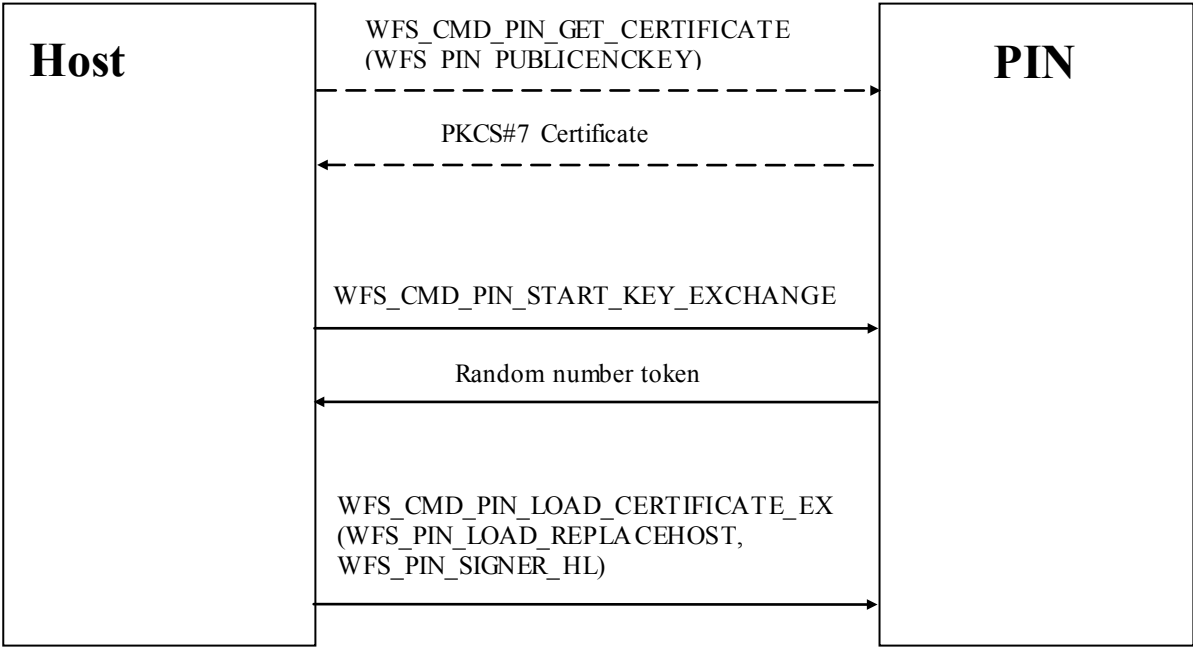 Host
PIN
WFS_CMD_PIN_GET_CERTIFICATE
(WFS_PIN_PUBLICENCKEY)
PKCS#7 Certificate
WFS_CMD_PIN_START_KEY_EXCHANGE
Random number token
WFS_CMD_PIN_LOAD_CERTIFICATE_EX
(WFS_PIN_LOAD_REPLACEHOST,
WFS_PIN_SIGNER_HL)